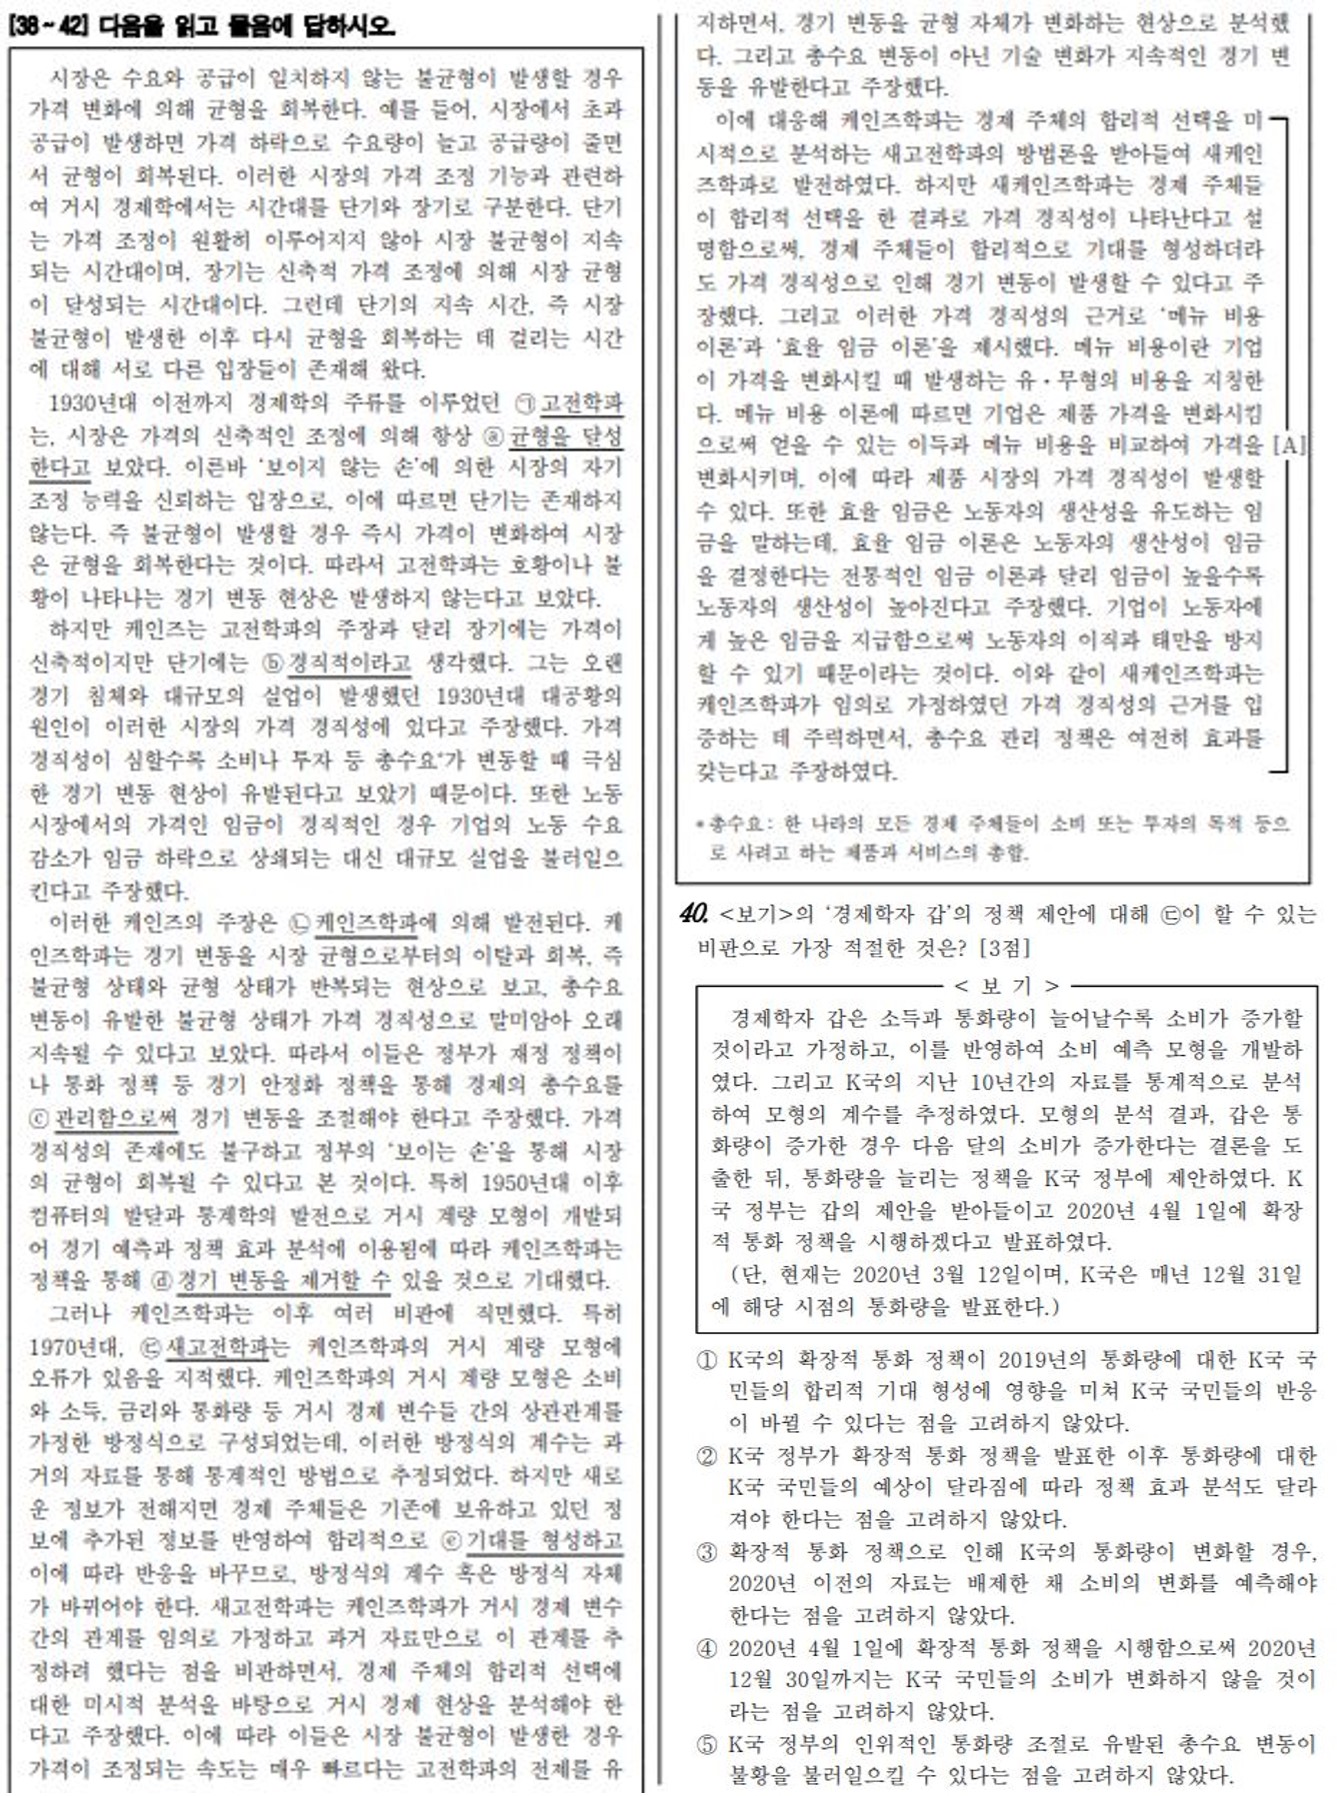 [38~42] 다음을 읽고 물음에 답하시오.
시장은 수요와 공급이 일치하지 않는 불균형이 발생할 경우
가격 변화에 의해 균형을 회복한다. 예를 들어, 시장에서 초과
공급이 발생하면 가격 하락으로 수요량이 늘고 공급량이 줄면
서 균형이 회복된다. 이러한 시장의 가격 조정 기능과 관련하
여 거시 경제학에서는 시간대를 단기와 장기로 구분한다. 단기
는 가격 조정이 원활히 이루어지지 않아 시장 불균형이 지속
되는 시간대이며, 장기는 신축적 가격 조정에 의해 시장 균형
이 달성되는 시간대이다. 그런데 단기의 지속 시간, 즉 시장
불균형이 발생한 이후 다시 균형을 회복하는 데 걸리는 시간
에 대해 서로 다른 입장들이 존재해 왔다.
1930년대 이전까지 경제학의 주류를 이루었던 ㉠고전학파
는, 시장은 가격의 신축적인 조정에 의해 항상 ⓐ균형을 달성
한다고 보았다. 이른바 ‘보이지 않는 손’에 의한 시장의 자기
조정 능력을 신뢰하는 입장으로, 이에 따르면 단기는 존재하지
않는다. 즉 불균형이 발생할 경우 즉시 가격이 변화하여 시장
은 균형을 회복한다는 것이다. 따라서 고전학파는 호황이나 불
황이 나타나는 경기 변동 현상은 발생하지 않는다고 보았다.
하지만 케인즈는 고전학파의 주장과 달리 장기에는 가격이
신축적이지만 단기에는 ⓑ경직적이라고 생각했다. 그는 오랜
경기 침체와 대규모의 실업이 발생했던 1930년대 대공황의
원인이 이러한 시장의 가격 경직성에 있다고 주장했다. 가격
경직성이 심할수록 소비나 투자 등 총수요*가 변동할 때 극심
한 경기 변동 현상이 유발된다고 보았기 때문이다. 또한 노동
시장에서의 가격인 임금이 경직적인 경우 기업의 노동 수요
감소가 임금 하락으로 상쇄되는 대신 대규모 실업을 불러일으
킨다고 주장했다.
이러한 케인즈의 주장은 ㉡케인즈학파에 의해 발전된다. 케
인즈학파는 경기 변동을 시장 균형으로부터의 이탈과 회복, 즉
불균형 상태와 균형 상태가 반복되는 현상으로 보고, 총수요
변동이 유발한 불균형 상태가 가격 경직성으로 말미암아 오래
지속될 수 있다고 보았다. 따라서 이들은 정부가 재정 정책이
나 통화 정책 등 경기 안정화 정책을 통해 경제의 총수요를
ⓒ관리함으로써 경기 변동을 조절해야 한다고 주장했다. 가격
경직성의 존재에도 불구하고 정부의 ‘보이는 손’을 통해 시장
의 균형이 회복될 수 있다고 본 것이다. 특히 1950년대 이후
컴퓨터의 발달과 통계학의 발전으로 거시 계량 모형이 개발되
어 경기 예측과 정책 효과 분석에 이용됨에 따라 케인즈학파는
정책을 통해 ⓓ경기 변동을 제거할 수 있을 것으로 기대했다.
그러나 케인즈학파는 이후 여러 비판에 직면했다. 특히
1970년대, ㉢새고전학파는 케인즈학파의 거시 계량 모형에
오류가 있음을 지적했다. 케인즈학파의 거시 계량 모형은 소비
와 소득, 금리와 통화량 등 거시 경제 변수들 간의 상관관계를
가정한 방정식으로 구성되었는데, 이러한 방정식의 계수는 과
거의 자료를 통해 통계적인 방법으로 추정되었다. 하지만 새로
운 정보가 전해지면 경제 주체들은 기존에 보유하고 있던 정
보에 추가된 정보를 반영하여 합리적으로 ⓔ기대를 형성하고
이에 따라 반응을 바꾸므로, 방정식의 계수 혹은 방정식 자체
가 바뀌어야 한다. 새고전학파는 케인즈학파가 거시 경제 변수
간의 관계를 임의로 가정하고 과거 자료만으로 이 관계를 추
정하려 했다는 점을 비판하면서, 경제 주체의 합리적 선택에
대한 미시적 분석을 바탕으로 거시 경제 현상을 분석해야 한
다고 주장했다. 이에 따라 이들은 시장 불균형이 발생한 경우
가격이 조정되는 속도는 매우 빠르다는 고전학파의 전제를 유
지하면서, 경기 변동을 균형 자체가 변화하는 현상으로 분석했
다. 그리고 총수요 변동이 아닌 기술 변화가 지속적인 경기 변
동을 유발한다고 주장했다.
이에 대응해 케인즈학파는 경제 주체의 합리적 선택을 미
시적으로 분석하는 새고전학파의 방법론을 받아들여 새케인
즈학파로 발전하였다. 하지만 새케인즈학파는 경제 주체들
이 합리적 선택을 한 결과로 가격 경직성이 나타난다고 설
명함으로써, 경제 주체들이 합리적으로 기대를 형성하더라
도 가격 경직성으로 인해 경기 변동이 발생할 수 있다고 주
장했다. 그리고 이러한 가격 경직성의 근거로 ‘메뉴 비용
이론’과 ‘효율 임금 이론’을 제시했다. 메뉴 비용이란 기업
이 가격을 변화시킬 때 발생하는 유·무형의 비용을 지칭한
다. 메뉴 비용 이론에 따르면 기업은 제품 가격을 변화시킴
으로써 얻을 수 있는 이득과 메뉴 비용을 비교하여 가격을 [A]
변화시키며, 이에 따라 제품 시장의 가격 경직성이 발생할
수 있다. 또한 효율 임금은 노동자의 생산성을 유도하는 임
금을 말하는데, 효율 임금 이론은 노동자의 생산성이 임금
을 결정한다는 전통적인 임금 이론과 달리 임금이 높을수록
노동자의 생산성이 높아진다고 주장했다. 기업이 노동자에
게 높은 임금을 지급함으로써 노동자의 이직과 태만을 방지
할 수 있기 때문이라는 것이다. 이와 같이 새케인즈학파는
케인즈학파가 임의로 가정하였던 가격 경직성의 근거를 입
증하는 데 주력하면서, 총수요 관리 정책은 여전히 효과를
갖는다고 주장하였다.
*총수요: 한 나라의 모든 경제 주체들이 소비 또는 투자의 목적 등으
로 사려고 하는 제품과 서비스의 총합.
40. <보기>의 ‘경제학자 갑’의 정책 제안에 대해 ㉢이 할 수 있는
비판으로 가장 적절한 것은? [3점]
< 보 기 >
경제학자 갑은 소득과 통화량이 늘어날수록 소비가 증가할
것이라고 가정하고, 이를 반영하여 소비 예측 모형을 개발하
였다. 그리고 K국의 지난 10년간의 자료를 통계적으로 분석
하여 모형의 계수를 추정하였다. 모형의 분석 결과, 갑은 통
화량이 증가한 경우 다음 달의 소비가 증가한다는 결론을 도
출한 뒤, 통화량을 늘리는 정책을 K국 정부에 제안하였다. K
국 정부는 갑의 제안을 받아들이고 2020년 4월 1일에 확장
적 통화 정책을 시행하겠다고 발표하였다.
(단, 현재는 2020년 3월 12일이며, K국은 매년 12월 31일
에 해당 시점의 통화량을 발표한다.)
① K국의 확장적 통화 정책이 2019년의 통화량에 대한 K국 국
민들의 합리적 기대 형성에 영향을 미쳐 K국 국민들의 반응
이 바뀔 수 있다는 점을 고려하지 않았다.
② K국 정부가 확장적 통화 정책을 발표한 이후 통화량에 대한
K국 국민들의 예상이 달라짐에 따라 정책 효과 분석도 달라
져야 한다는 점을 고려하지 않았다.
③ 확장적 통화 정책으로 인해 K국의 통화량이 변화할 경우,
2020년 이전의 자료는 배제한 채 소비의 변화를 예측해야
한다는 점을 고려하지 않았다.
④ 2020년 4월 1일에 확장적 통화 정책을 시행함으로써 2020년
12월 30일까지는 K국 국민들의 소비가 변화하지 않을 것이
라는 점을 고려하지 않았다.
⑤ K국 정부의 인위적인 통화량 조절로 유발된 총수요 변동이
불황을 불러일으킬 수 있다는 점을 고려하지 않았다.